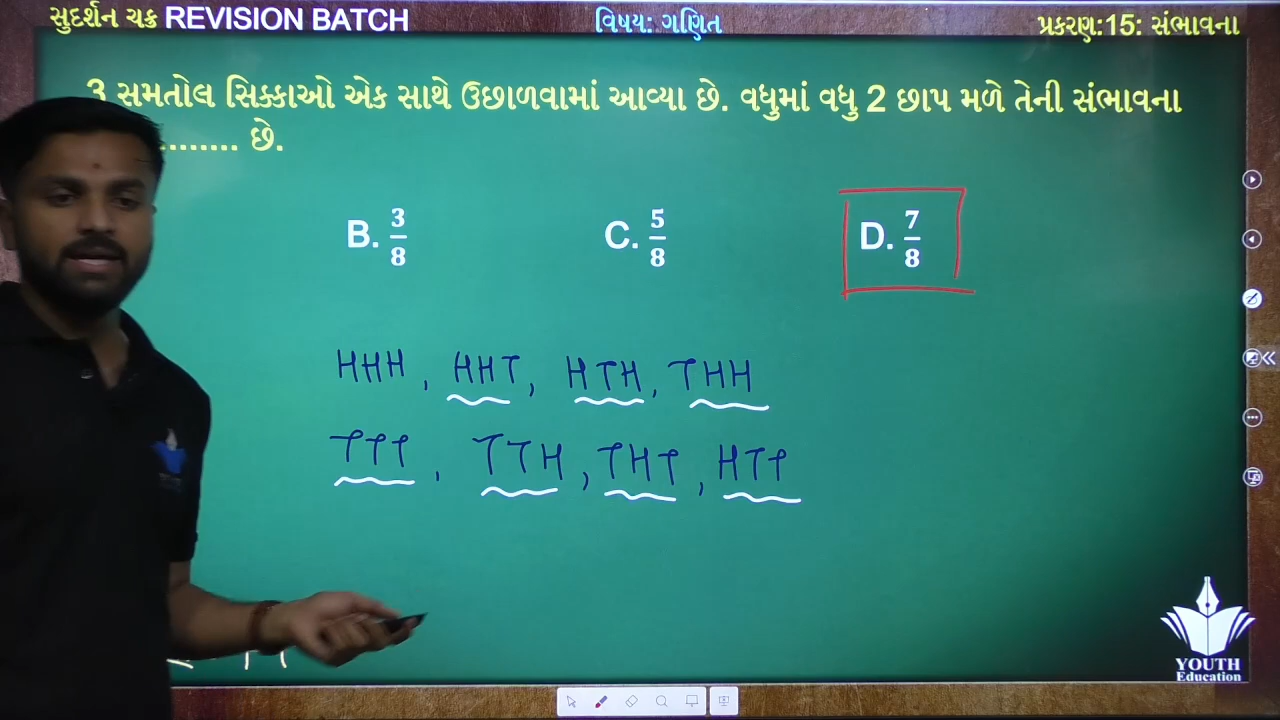 સુદર્શન ચક્ર REVISION BATCH
વિષય: ગણિત
પ્રકરણ:15: સંભાવના
3 સમતોલ સિક્કાઓ એક સાથે ઉછાળવામાં આવ્યા છે. વધુમાં વધુ 2 છાપ મળે તેની સંભાવના
......... છે.
B. 3/8
C. 5/8
D. 7/8
HHH, HHT, HTH, THH
TTT, TTH, THT, HTT
YOUTH
Education